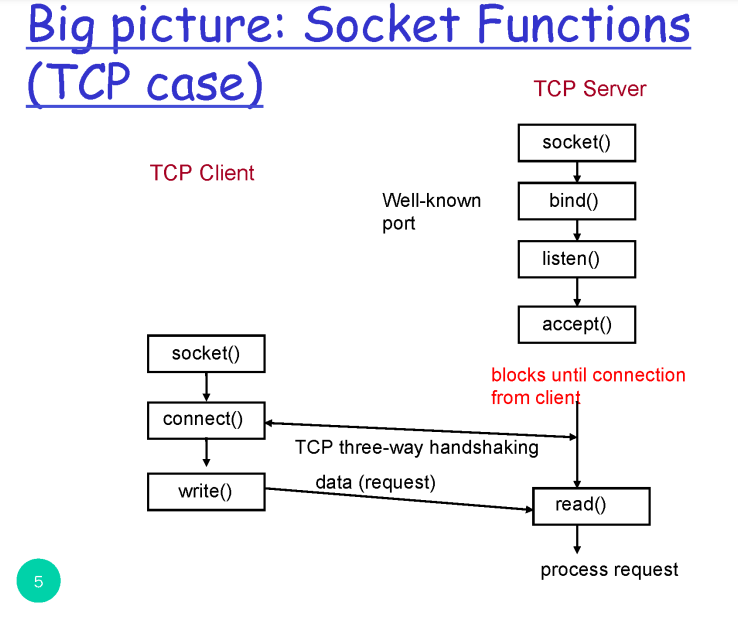 Big picture: Socket Functions
(TCP case)
TCP Server
socket()
TCP Client
Well-known
port
bind()
listen()
accept()
socket()
blocks until connection
from client
connect()
TCP three-way handshaking
write()
data (request)
read()
process request
5